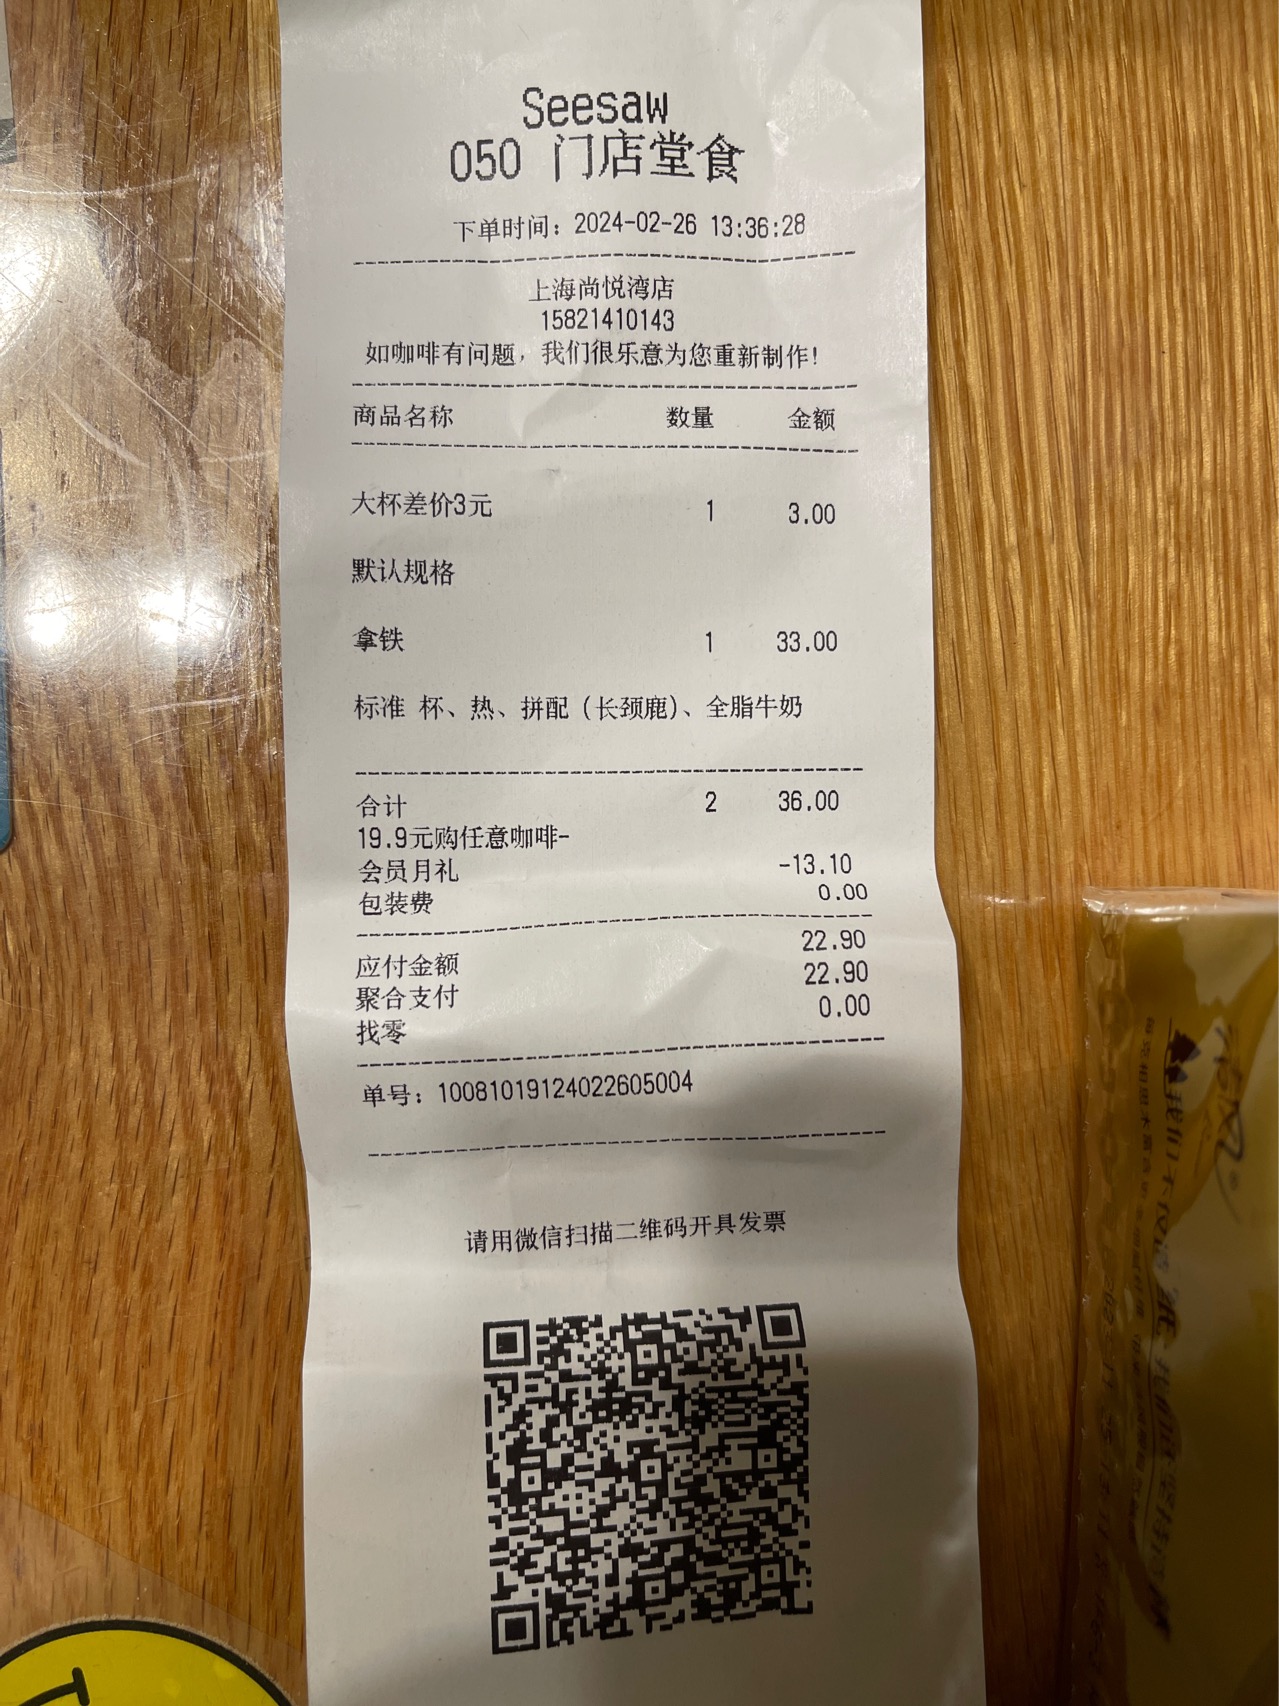 Seesaw
050 门店堂食
下单时间：2024-02-26 13:36:28
上海尚悦湾店
15821410143
如咖啡有问题，我们很乐意为您重新制作!
商品名称 数量 金额
大杯差价3元 1 3.00
默认规格
拿铁 1 33.00
标准 杯、热、拼配（长颈鹿）、全脂牛奶
合计 2 36.00
19.9元购任意咖啡-
会员月礼 -13.10
包装费 0.00
应付金额 22.90
聚合支付 22.90
找零 0.00
单号：10081019124022605004
请用微信扫描二维码开具发票